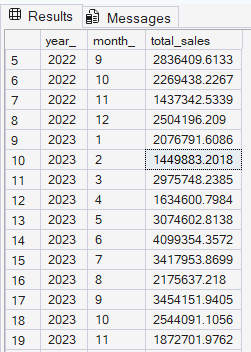 Results Messages
year_ month_ total_sales
5 2022 9 2836409.6133
6 2022 10 2269438.2267
7 2022 11 1437342.5339
8 2022 12 2504196.209
9 2023 1 2076791.6086
10 2023 2 1449883.2018
11 2023 3 2975748.2385
12 2023 4 1634600.7984
13 2023 5 3074602.8138
14 2023 6 4099354.3572
15 2023 7 3417953.8699
16 2023 8 2175637.218
17 2023 9 3454151.9405
18 2023 10 2544091.1056
19 2023 11 1872701.9762